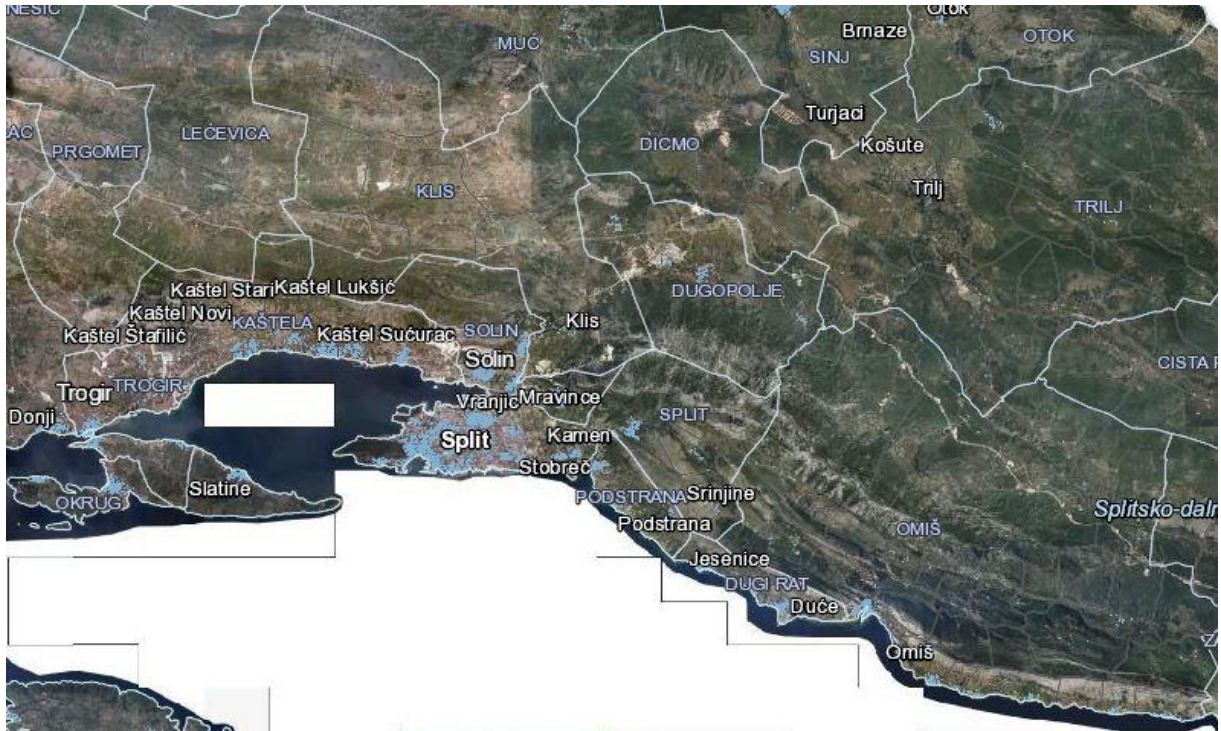 NESIC
Otok
MUĆ
Brnaze
OTOK
SINJ
Turjaci
LEĆEVICA
AC
PRGOMET
DICMO
Košute
KLIS
Trilj
TRILJ
Kaštel Stari
Kaštel Lukšić
DUGOPOLJE
Kaštel Novi
KAŠTELA
Klis
Kaštel Štafilić
Kaštel Sućurac
SOLIN
Solin
CISTA P
Trogir
TROGIR
Vranjic
Mravince
Donji
SPLIT
Split
Kamen
Stobreč
Slatine
OKRUG
PODSTRANA
Srinjine
Splitsko-daln
Podstrana
OMIŠ
Jesenice
DUGI RAT
Duće
Omiš